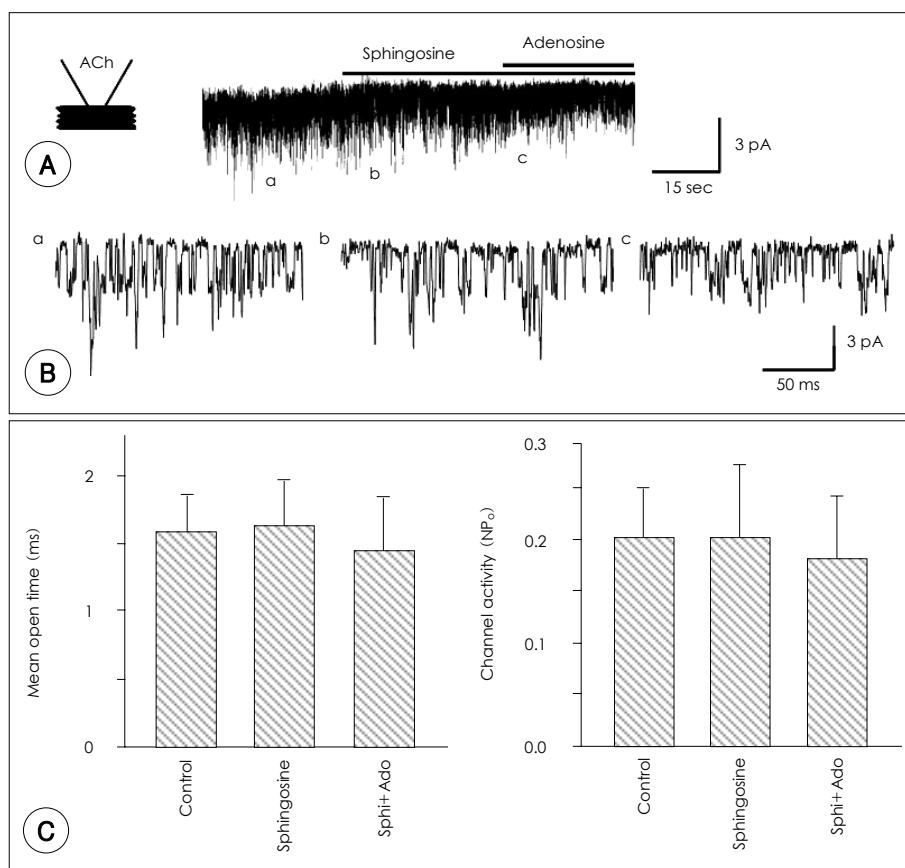 ACh
Sphingosine
Adenosine
a
b
c
3 pA
15 sec
A
a
b
c
3 pA
50 ms
B
Mean open time (ms)
2
1
0
Control
Sphingosine
Sphi+ Ado
Channel activity (NPo)
0.3
0.2
0.1
0.0
Control
Sphingosine
Sphi+ Ado
C